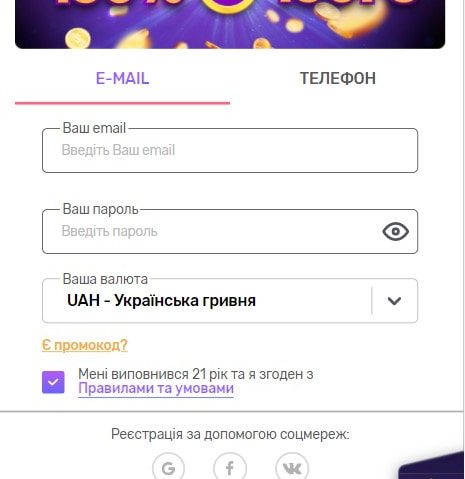 E-MAIL
ТЕЛЕФОН
Ваш email
Введіть Ваш email
Ваш пароль
Введіть пароль
Ваша валюта
UAH - Українська гривня
Є промокод?
Мені виповнився 21 рік та я згоден з
Правилами та умовами
Реєстрація за допомогою соцмереж: